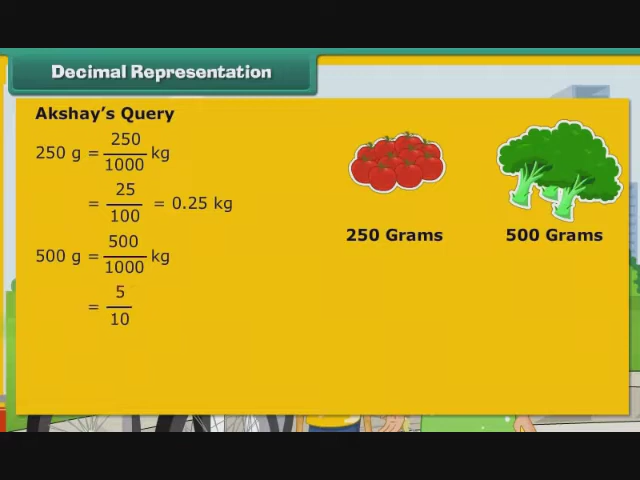 Decimal Representation
Akshay's Query
250 g = 250/1000 kg
= 25/100 = 0.25 kg
500 g = 500/1000 kg
= 5/10
250 Grams 500 Grams